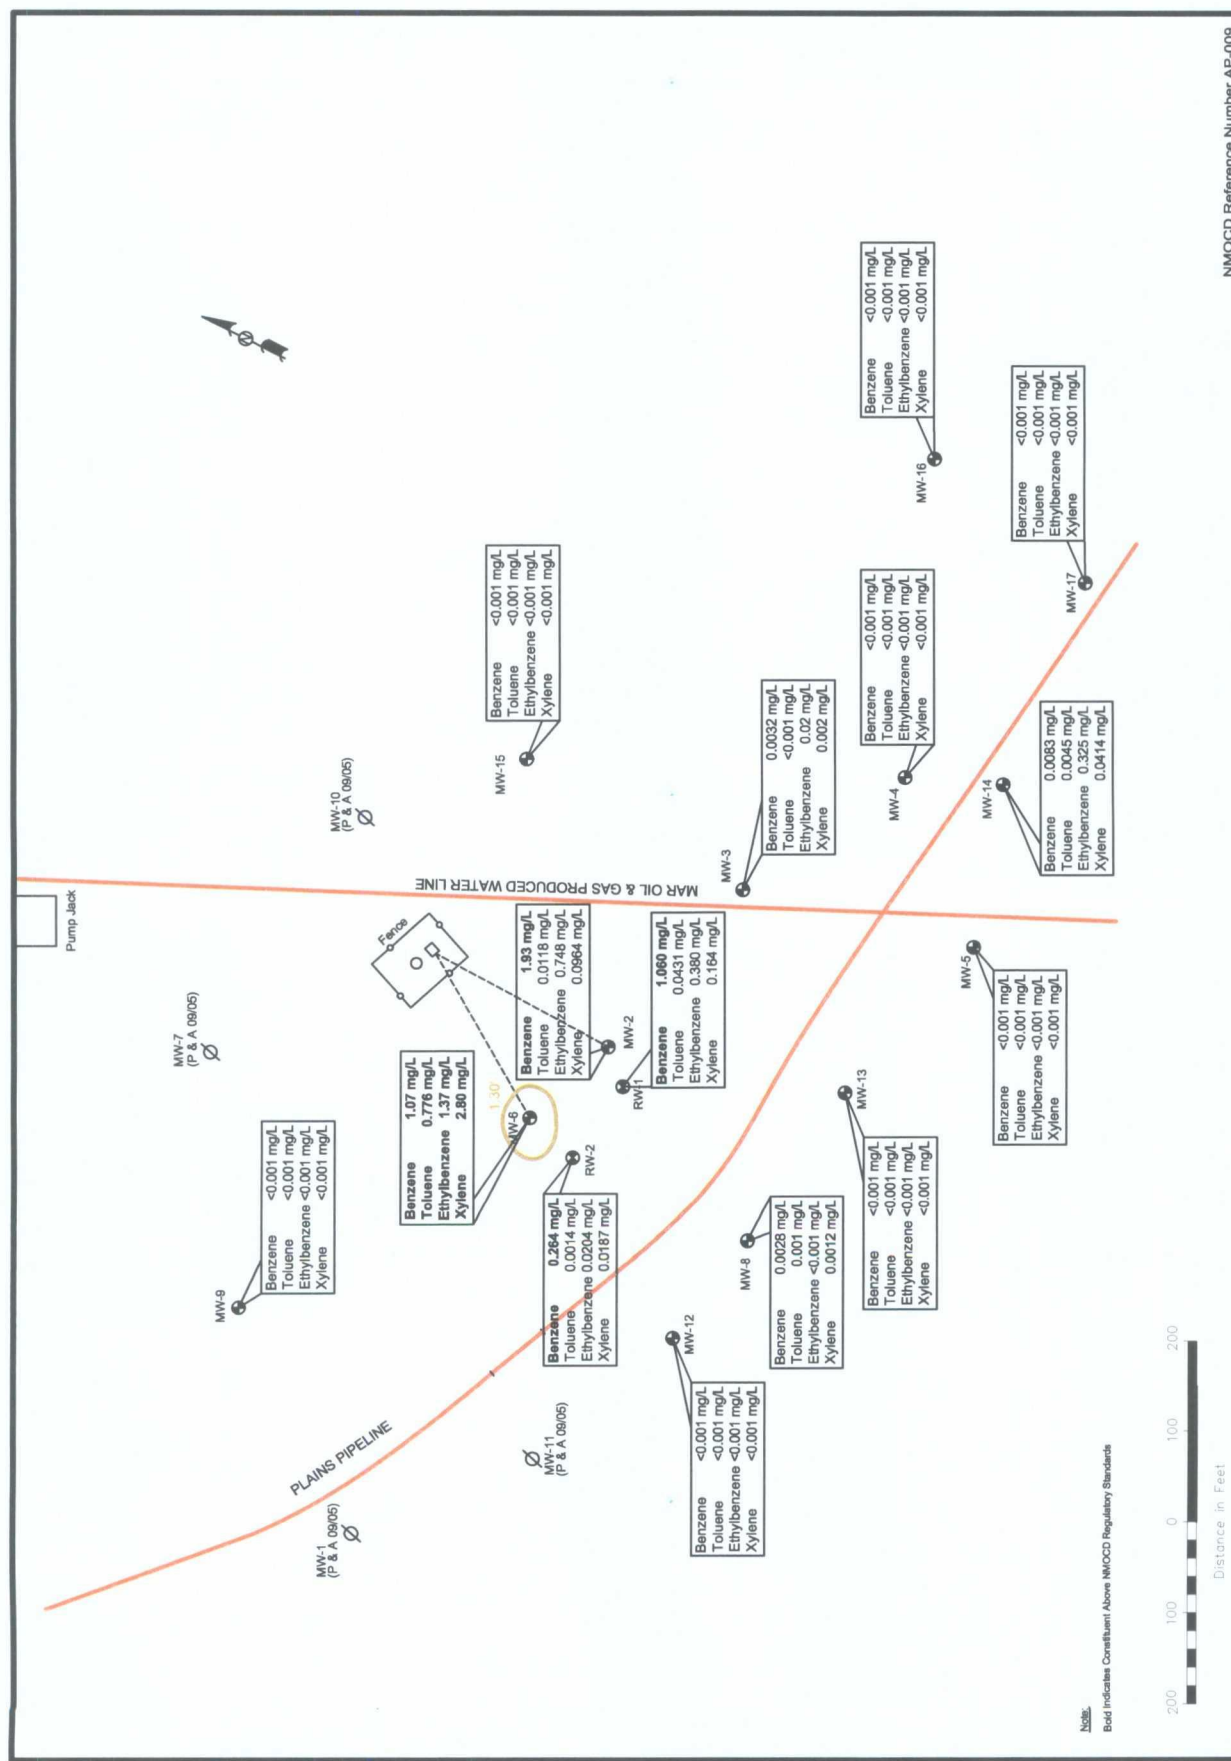 Pump Jack
MW-7
(P & A 09/05)
MW-10
(P & A 09/05)
Fence
MAR OIL & GAS PRODUCED WATER LINE
MW-9
Benzene <0.001 mg/L
Toluene <0.001 mg/L
Ethylbenzene <0.001 mg/L
Xylene <0.001 mg/L
MW-1
(P & A 09/05)
PLAINS PIPELINE
Benzene 1.07 mg/L
Toluene 0.776 mg/L
Ethylbenzene 1.37 mg/L
Xylene 2.80 mg/L
1.30'
MW-6
Benzene 1.93 mg/L
Toluene 0.0118 mg/L
Ethylbenzene 0.748 mg/L
Xylene 0.0964 mg/L
MW-2
MW-15
Benzene <0.001 mg/L
Toluene <0.001 mg/L
Ethylbenzene <0.001 mg/L
Xylene <0.001 mg/L
MW-11
(P & A 09/05)
Benzene 0.264 mg/L
Toluene 0.0014 mg/L
Ethylbenzene 0.0204 mg/L
Xylene 0.0187 mg/L
RW-2
RW-1
Benzene 1.060 mg/L
Toluene 0.0431 mg/L
Ethylbenzene 0.380 mg/L
Xylene 0.164 mg/L
MW-12
Benzene <0.001 mg/L
Toluene <0.001 mg/L
Ethylbenzene <0.001 mg/L
Xylene <0.001 mg/L
MW-8
Benzene 0.0028 mg/L
Toluene 0.001 mg/L
Ethylbenzene <0.001 mg/L
Xylene 0.0012 mg/L
MW-3
Benzene 0.0032 mg/L
Toluene <0.001 mg/L
Ethylbenzene 0.02 mg/L
Xylene 0.002 mg/L
MW-13
Benzene <0.001 mg/L
Toluene <0.001 mg/L
Ethylbenzene <0.001 mg/L
Xylene <0.001 mg/L
MW-4
Benzene <0.001 mg/L
Toluene <0.001 mg/L
Ethylbenzene <0.001 mg/L
Xylene <0.001 mg/L
MW-16
Benzene <0.001 mg/L
Toluene <0.001 mg/L
Ethylbenzene <0.001 mg/L
Xylene <0.001 mg/L
MW-5
Benzene <0.001 mg/L
Toluene <0.001 mg/L
Ethylbenzene <0.001 mg/L
Xylene <0.001 mg/L
MW-14
Benzene 0.0083 mg/L
Toluene 0.0045 mg/L
Ethylbenzene 0.325 mg/L
Xylene 0.0414 mg/L
MW-17
Benzene <0.001 mg/L
Toluene <0.001 mg/L
Ethylbenzene <0.001 mg/L
Xylene <0.001 mg/L
N
Note:
Bold Indicates Constituent Above NMOCD Regulatory Standards
200 100 0 100 200
Distance in Feet
NMOCD Reference Number AP-009